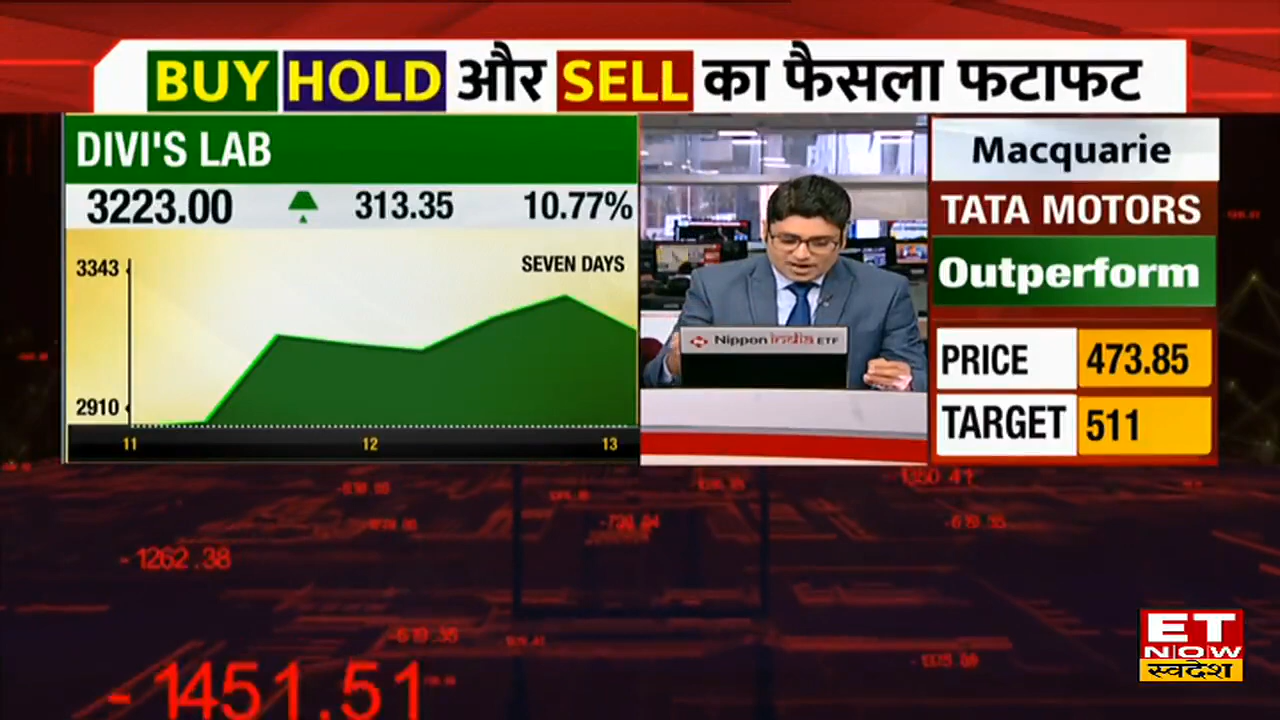 BUY HOLD और SELL का फैसला फटाफट
DIVI'S LAB
3223.00 313.35 10.77%
3343
SEVEN DAYS
2910
11 12 13
Nippon india ETF
Macquarie
TATA MOTORS
Outperform
PRICE 473.85
TARGET 511
- 1262.38
- 1451.51
ET
NOW
स्वदेश